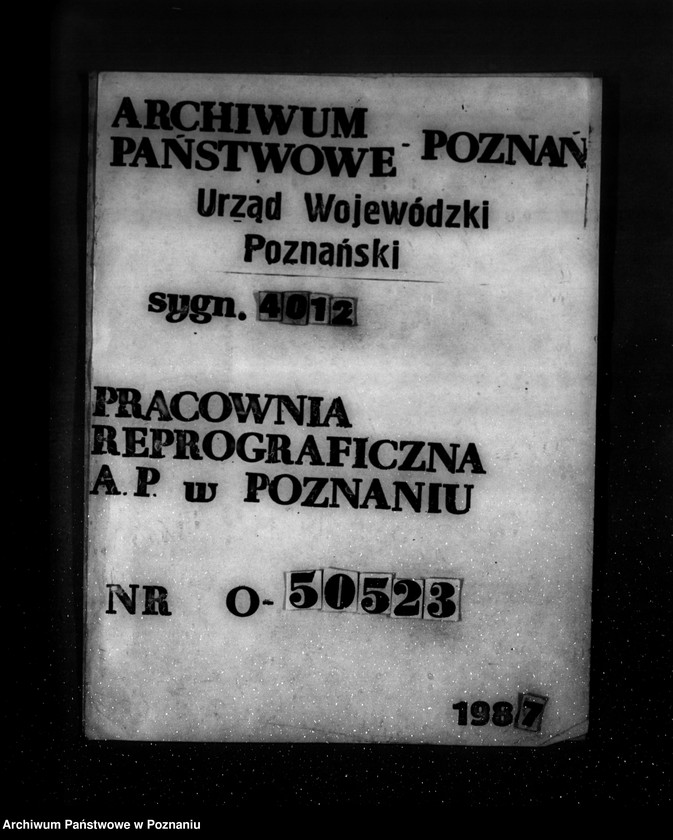 ARCHIWUM
PAŃSTWOWE - POZNAŃ
Urząd Wojewódzki
Poznański
sygn. 4012
PRACOWNIA
REPROGRAFICZNA
A.P. w POZNANIU
NR O-50523
1987
Archiwum Państwowe w Poznaniu